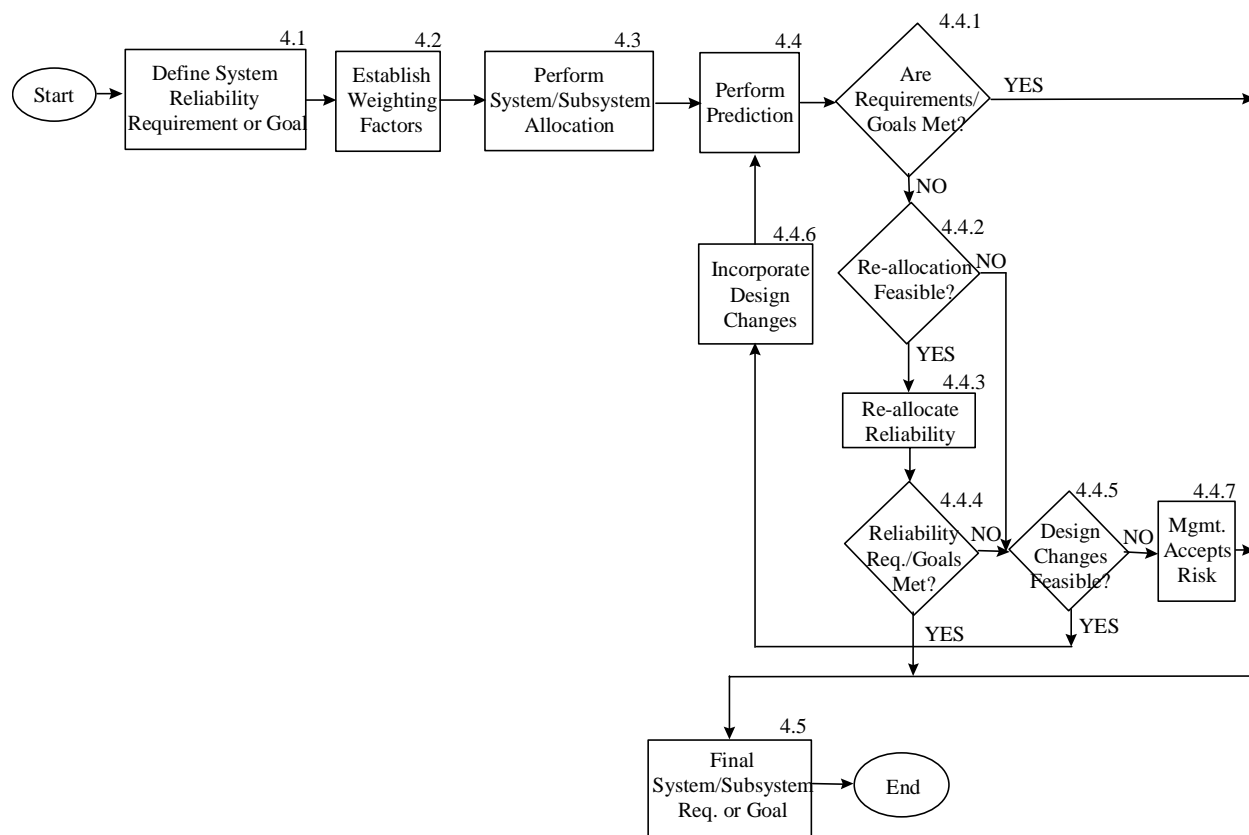 4.1
4.2
4.3
4.4
4.4.1
Start
Define System
Reliability
Requirement or Goal
Establish
Weighting
Factors
Perform
System/Subsystem
Allocation
Perform
Prediction
Are
Requirements/
Goals Met?
YES
NO
4.4.2
Re-allocation
Feasible?
NO
YES
4.4.6
Incorporate
Design
Changes
4.4.3
Re-allocate
Reliability
4.4.4
Reliability
Req./Goals
Met?
NO
YES
4.4.5
Design
Changes
Feasible?
NO
YES
4.4.7
Mgmt.
Accepts
Risk
4.5
Final
System/Subsystem
Req. or Goal
End